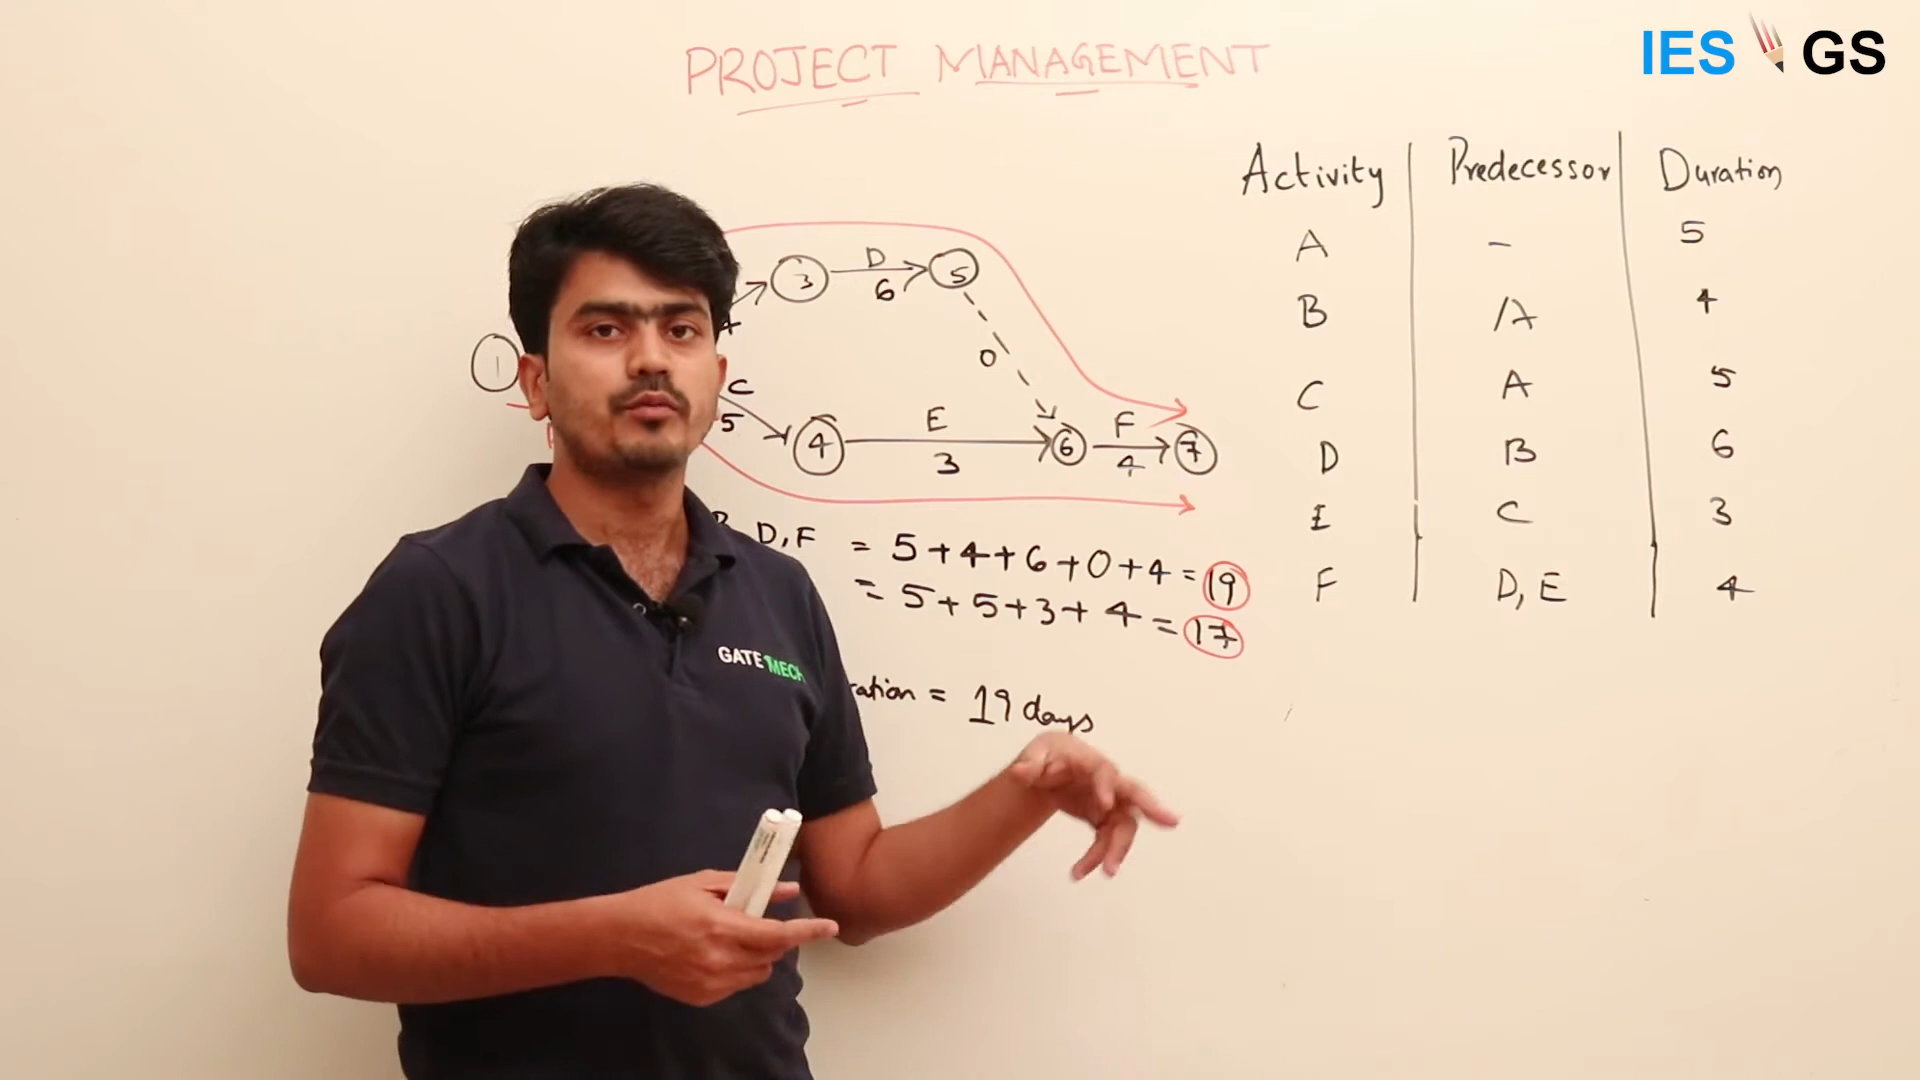 PROJECT MANAGEMENT
IES GS
Activity Predecessor Duration
A - 5
B A 4
C A 5
D B 6
E C 3
F D, E 4
1
3 D 6 5
0
C 5
4 E 3 6 F 4 7
D, F = 5+4+6+0+4 = 19
= 5+5+3+4 = 17
= 19 days
GATE MECH